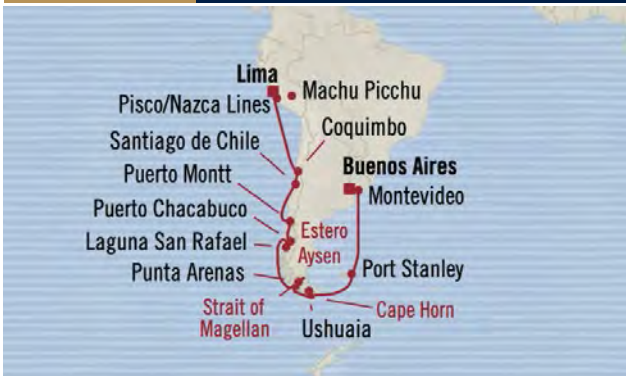 Lima
Machu Picchu
Pisco/Nazca Lines
Coquimbo
Santiago de Chile
Buenos Aires
Puerto Montt
Montevideo
Puerto Chacabuco
Estero
Aysen
Laguna San Rafael
Punta Arenas
Port Stanley
Strait of
Magellan
Cape Horn
Ushuaia